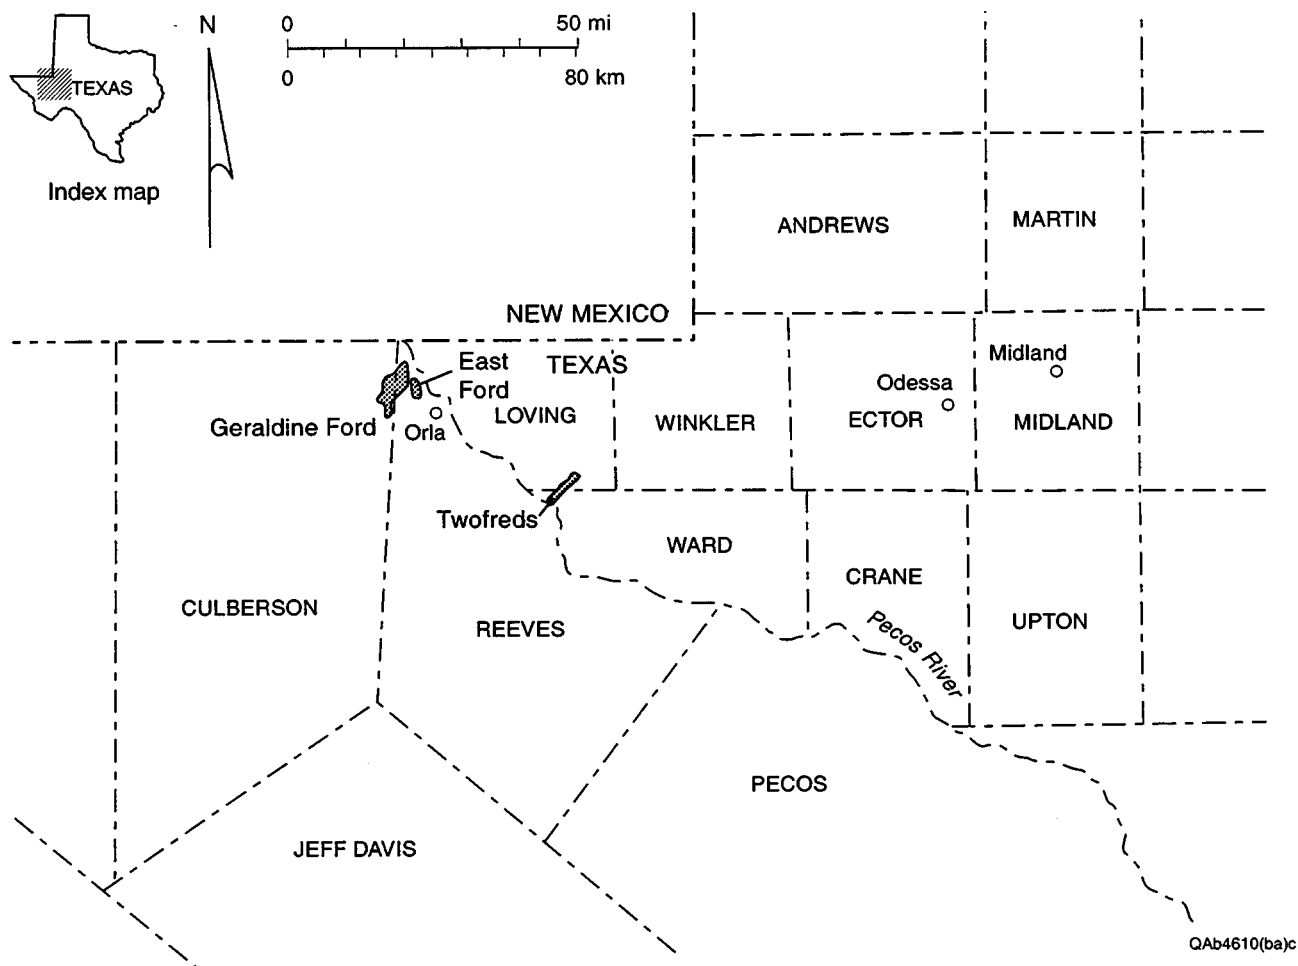 N
0 50 mi
0 80 km
TEXAS
Index map
ANDREWS
MARTIN
NEW MEXICO
TEXAS
East
Ford
Geraldine Ford
Orla
LOVING
WINKLER
Odessa
ECTOR
Midland
MIDLAND
Twofreds
WARD
CRANE
CULBERSON
REEVES
Pecos River
UPTON
PECOS
JEFF DAVIS
QAb4610(ba)c